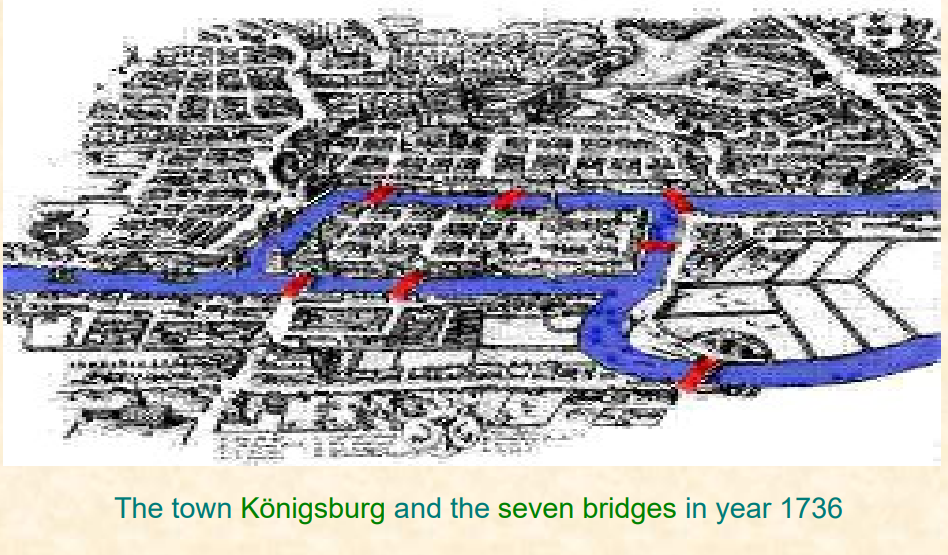 The town Königsburg and the seven bridges in year 1736